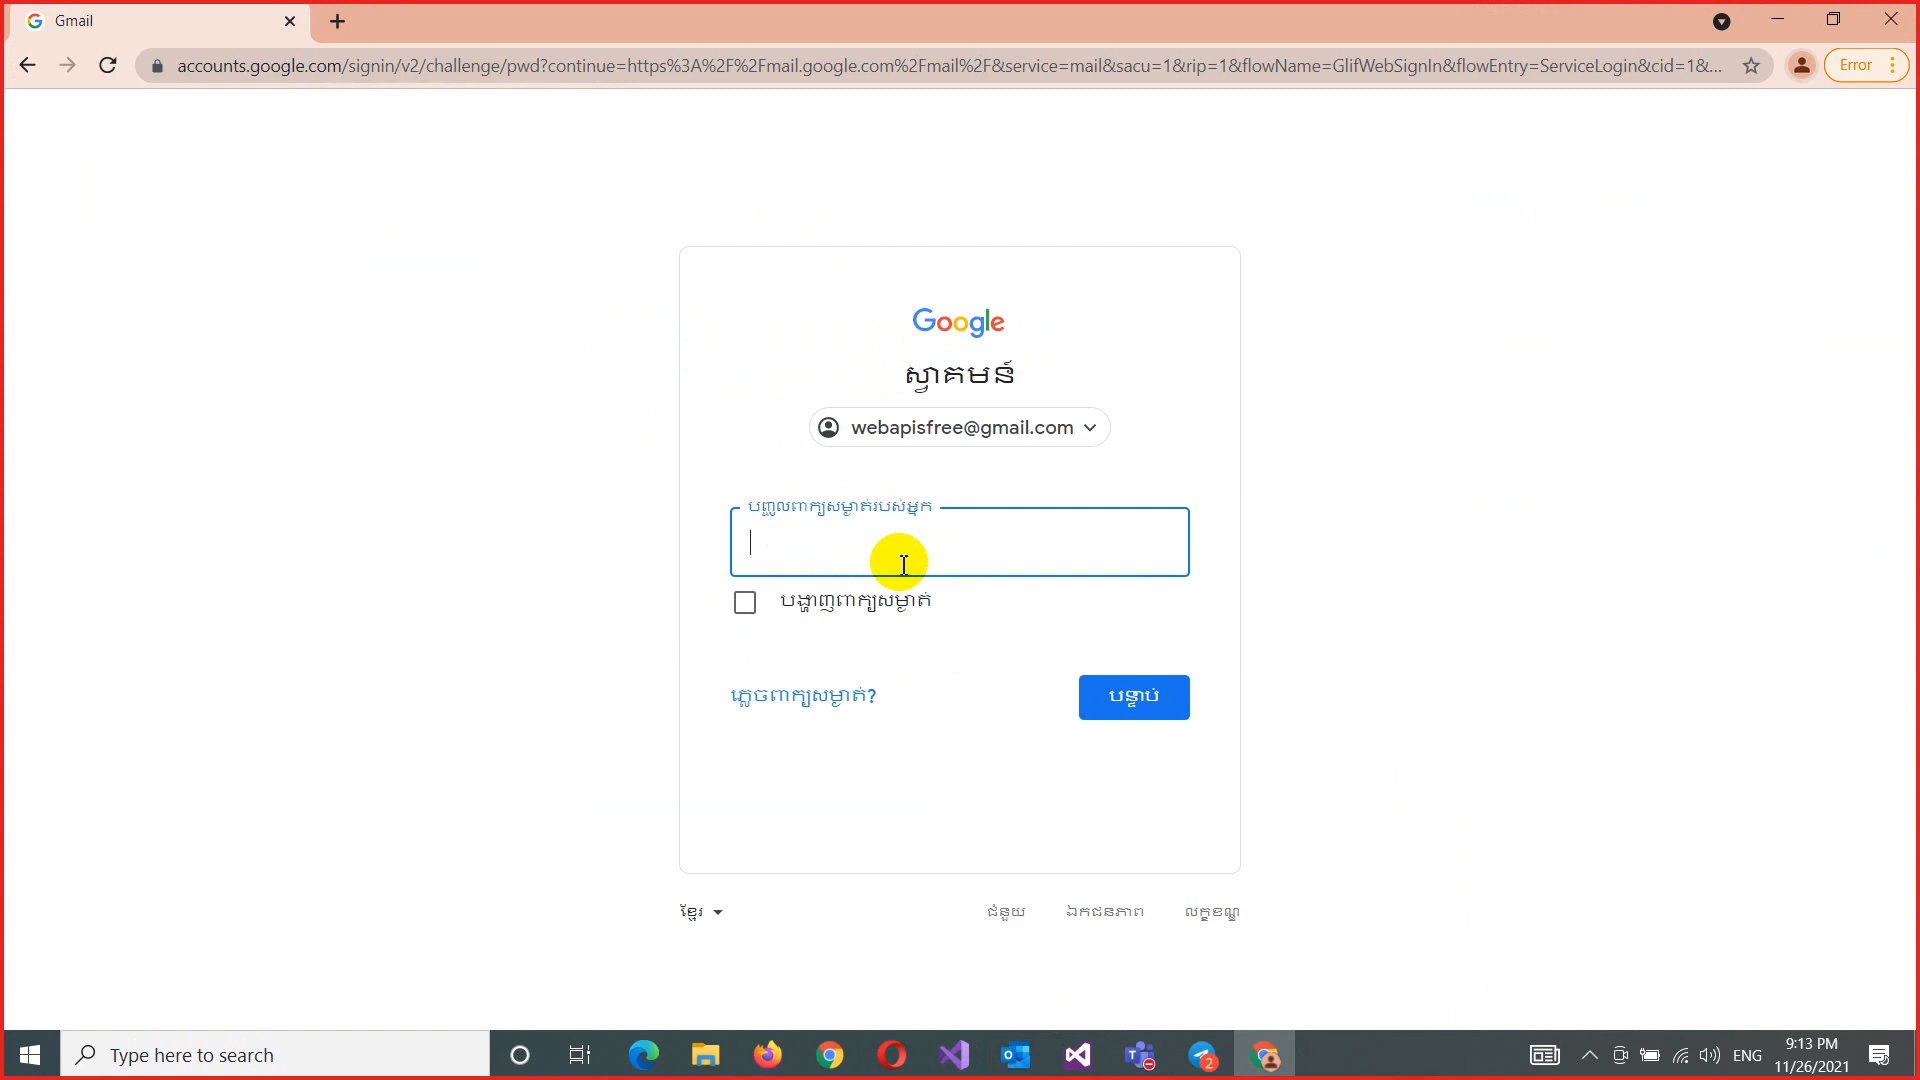 Gmail
accounts.google.com/signin/v2/challenge/pwd?continue=https%3A%2F%2Fmail.google.com%2Fmail%2F&service=mail&sacu=1&rip=1&flowName=GlifWebSignIn&flowEntry=ServiceLogin&cid=1&...
Error
Google
ស្វាគមន៍
webapisfree@gmail.com
បញ្ចូលពាក្យសម្ងាត់របស់អ្នក
បង្ហាញពាក្យសម្ងាត់
ភ្លេចពាក្យសម្ងាត់?
បន្ទាប់
ខ្មែរ
ជំនួយ
ឯកជនភាព
លក្ខខណ្ឌ
Type here to search
2
ENG
9:13 PM
11/26/2021